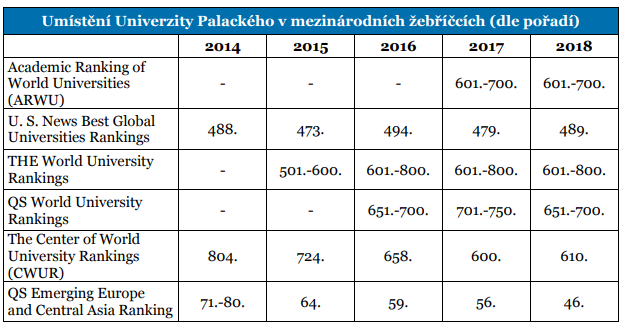 Umístění Univerzity Palackého v mezinárodních žebříčcích (dle pořadí)
2014 2015 2016 2017 2018
Academic Ranking of
World Universities
(ARWU)
- - - 601.-700. 601.-700.
U. S. News Best Global
Universities Rankings
488. 473. 494. 479. 489.
THE World University
Rankings
- 501.-600. 601.-800. 601.-800. 601.-800.
QS World University
Rankings
- - 651.-700. 701.-750. 651.-700.
The Center of World
University Rankings
(CWUR)
804. 724. 658. 600. 610.
QS Emerging Europe
and Central Asia Ranking
71.-80. 64. 59. 56. 46.